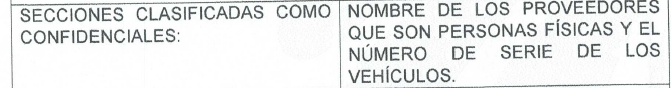 SECCIONES CLASIFICADAS COMO
CONFIDENCIALES:
NOMBRE DE LOS PROVEEDORES
QUE SON PERSONAS FÍSICAS Y EL
NÚMERO DE SERIE DE LOS
VEHÍCULOS.